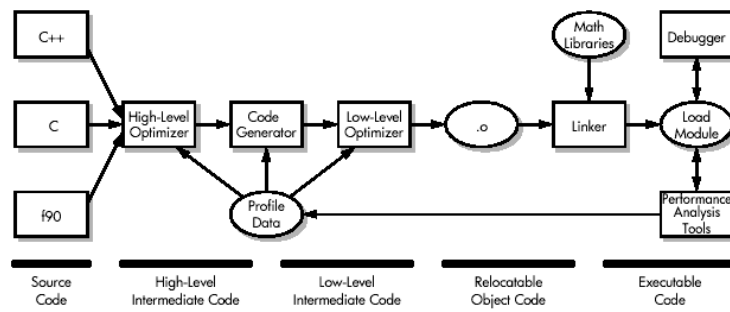 C++
C
f90
High-Level
Optimizer
Code
Generator
Low-Level
Optimizer
.o
Math
Libraries
Linker
Debugger
Load
Module
Profile
Data
Performance
Analysis
Tools
Source
Code
High-Level
Intermediate Code
Low-Level
Intermediate Code
Relocatable
Object Code
Executable
Code